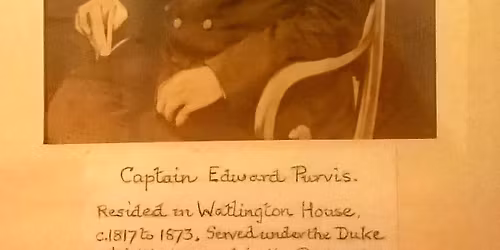 Captain Edward Purvis.
Resided in Watlington House,
c.1817 to 1873. Served under the Duke